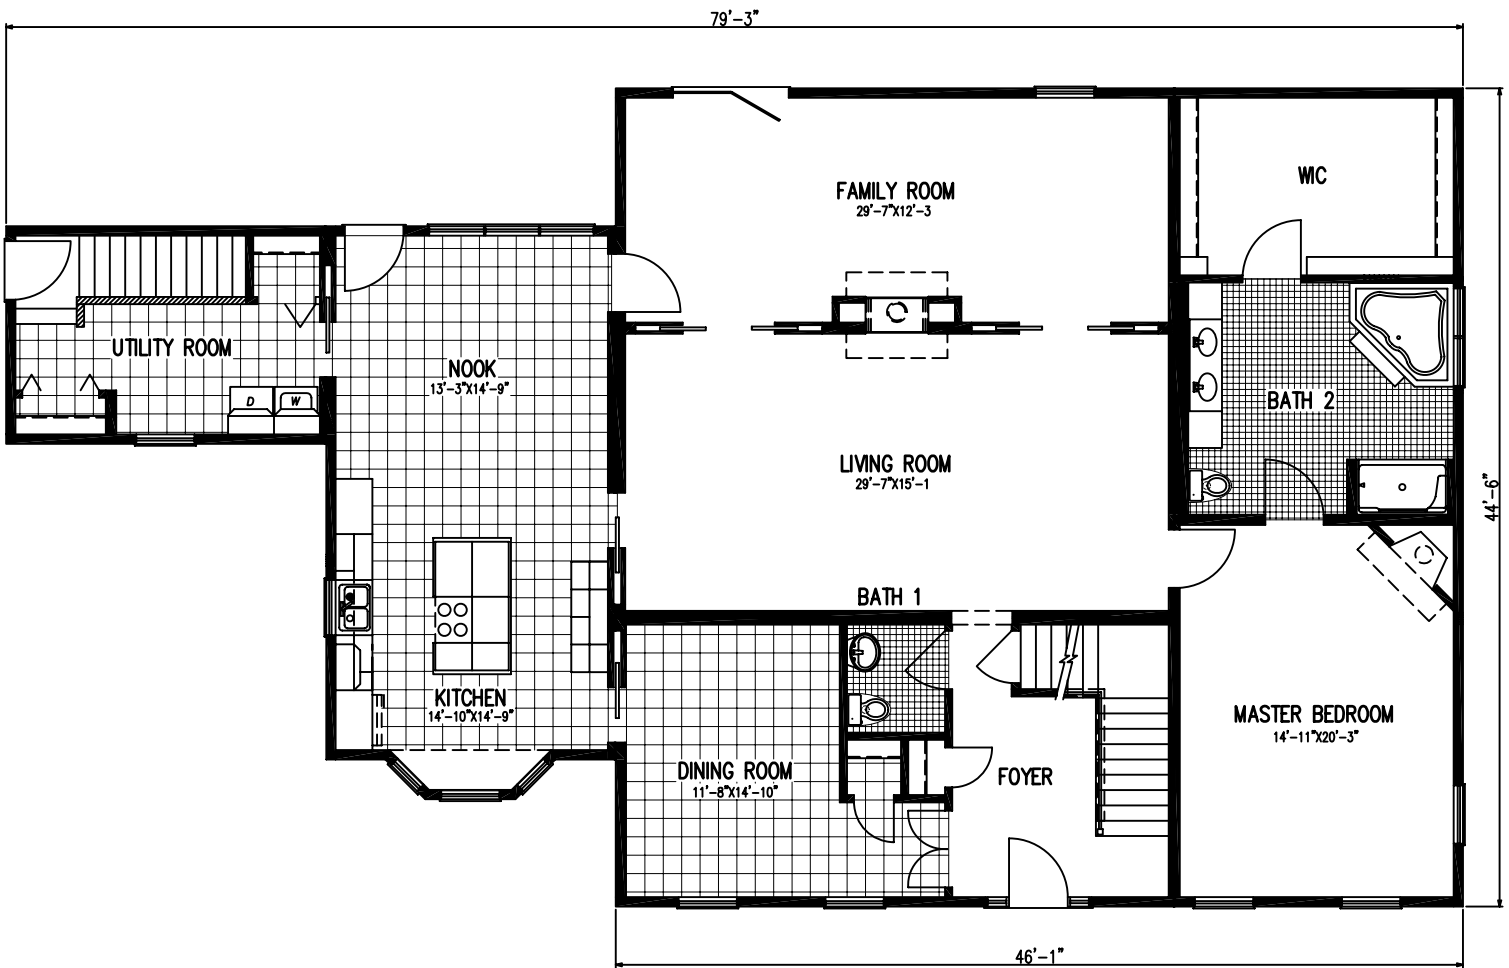 79'-3"
FAMILY ROOM
29'-7"X12'-3
WIC
UTILITY ROOM
NOOK
13'-3"X14'-9"
D
W
BATH 2
LIVING ROOM
29'-7"X15'-1
44'-6"
BATH 1
KITCHEN
14'-10"X14'-9"
MASTER BEDROOM
14'-11"X20'-3"
DINING ROOM
11'-8"X14'-10"
FOYER
46'-1"